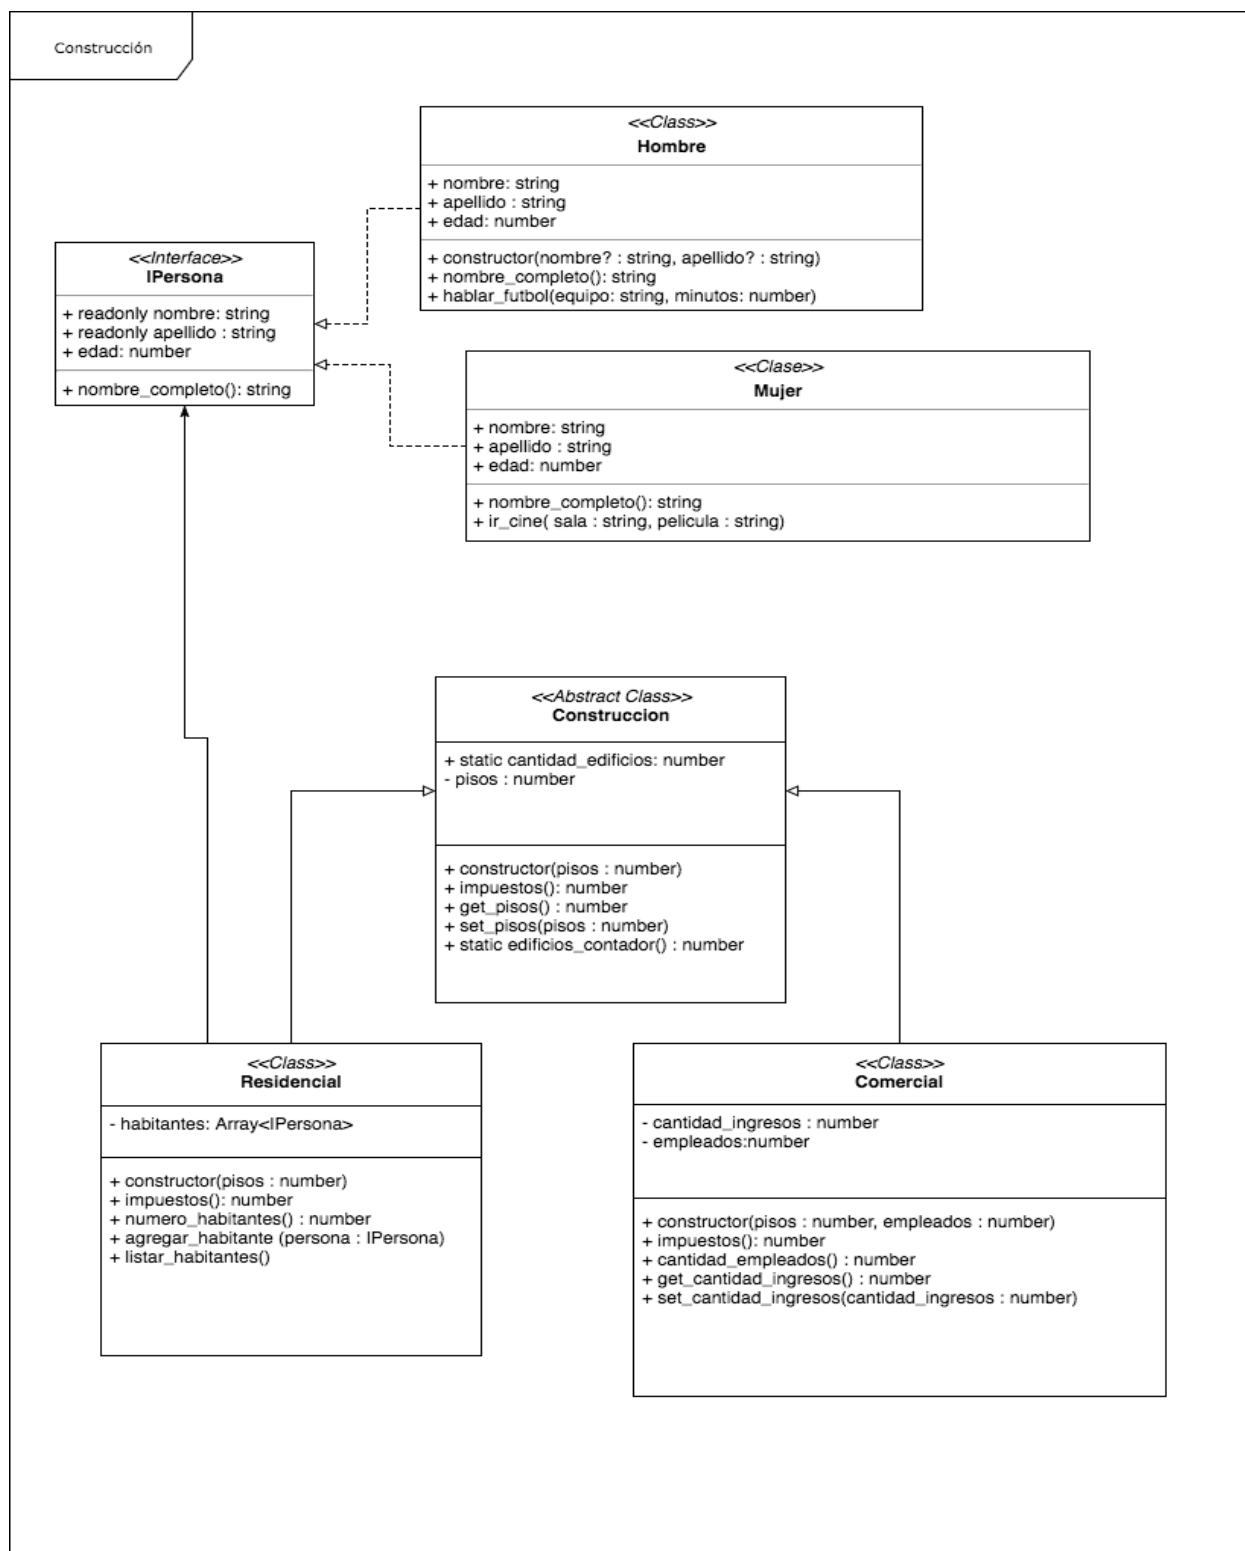 Construcción
<<Class>>
Hombre
+ nombre: string
+ apellido : string
+ edad: number
+ constructor(nombre? : string, apellido? : string)
+ nombre_completo(): string
+ hablar_futbol(equipo: string, minutos: number)
<<Interface>>
IPersona
+ readonly nombre: string
+ readonly apellido : string
+ edad: number
+ nombre_completo(): string
<<Clase>>
Mujer
+ nombre: string
+ apellido : string
+ edad: number
+ nombre_completo(): string
+ ir_cine( sala : string, pelicula : string)
<<Abstract Class>>
Construccion
+ static cantidad_edificios: number
- pisos : number
+ constructor(pisos : number)
+ impuestos(): number
+ get_pisos() : number
+ set_pisos(pisos : number)
+ static edificios_contador() : number
<<Class>>
Residencial
- habitantes: Array<IPersona>
+ constructor(pisos : number)
+ impuestos(): number
+ numero_habitantes() : number
+ agregar_habitante (persona : IPersona)
+ listar_habitantes()
<<Class>>
Comercial
- cantidad_ingresos : number
- empleados:number
+ constructor(pisos : number, empleados : number)
+ impuestos(): number
+ cantidad_empleados() : number
+ get_cantidad_ingresos() : number
+ set_cantidad_ingresos(cantidad_ingresos : number)